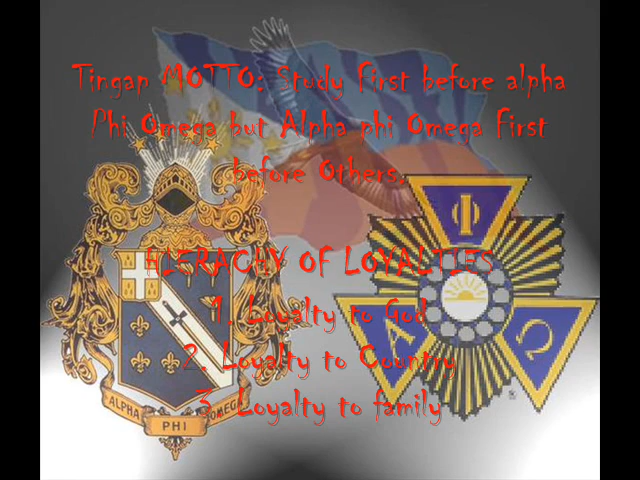 Tingap MOTTO: Study First before alpha
Phi Omega but Alpha phi Omega First
before Others.
HIERACHY OF LOYALTIES
1. Loyalty to God
2. Loyalty to Country
3. Loyalty to family
ALPHA PHI OMEGA
Φ
Α Ω